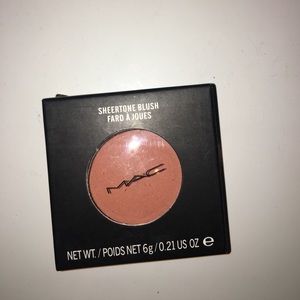 SHEERTONE BLUSH
FARD À JOUES
MAC
NET WT. / POIDS NET 6g / 0.21 US OZ e